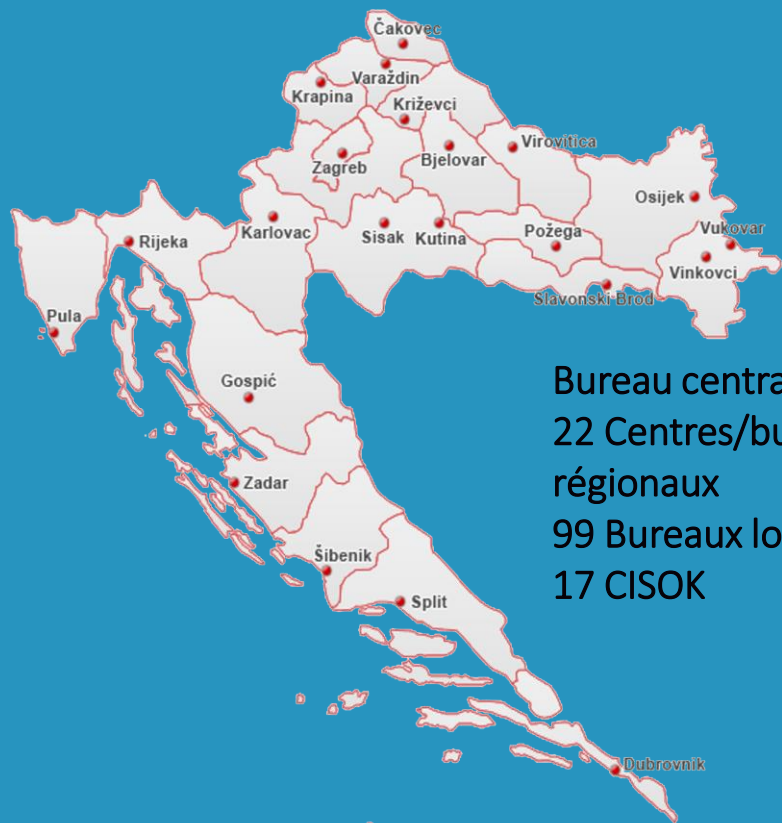 Čakovec
Varaždin
Krapina
Križevci
Virovitica
Zagreb
Bjelovar
Osijek
Rijeka
Karlovac
Sisak
Kutina
Požega
Vukovar
Vinkovci
Slavonski Brod
Pula
Gospić
Zadar
Šibenik
Split
Dubrovnik
Bureau centra
22 Centres/bu
régionaux
99 Bureaux lo
17 CISOK